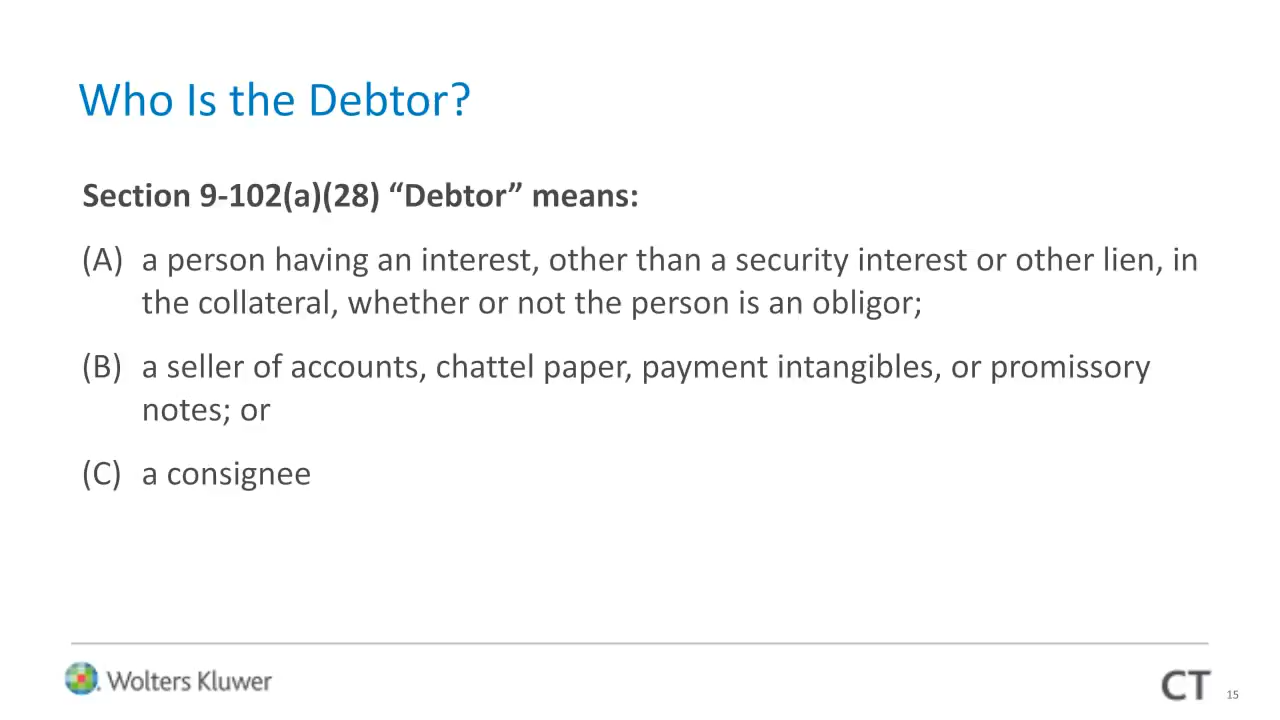 Who Is the Debtor?
Section 9-102(a)(28) “Debtor” means:
(A) a person having an interest, other than a security interest or other lien, in
the collateral, whether or not the person is an obligor;
(B) a seller of accounts, chattel paper, payment intangibles, or promissory
notes; or
(C) a consignee
Wolters Kluwer
CT 15